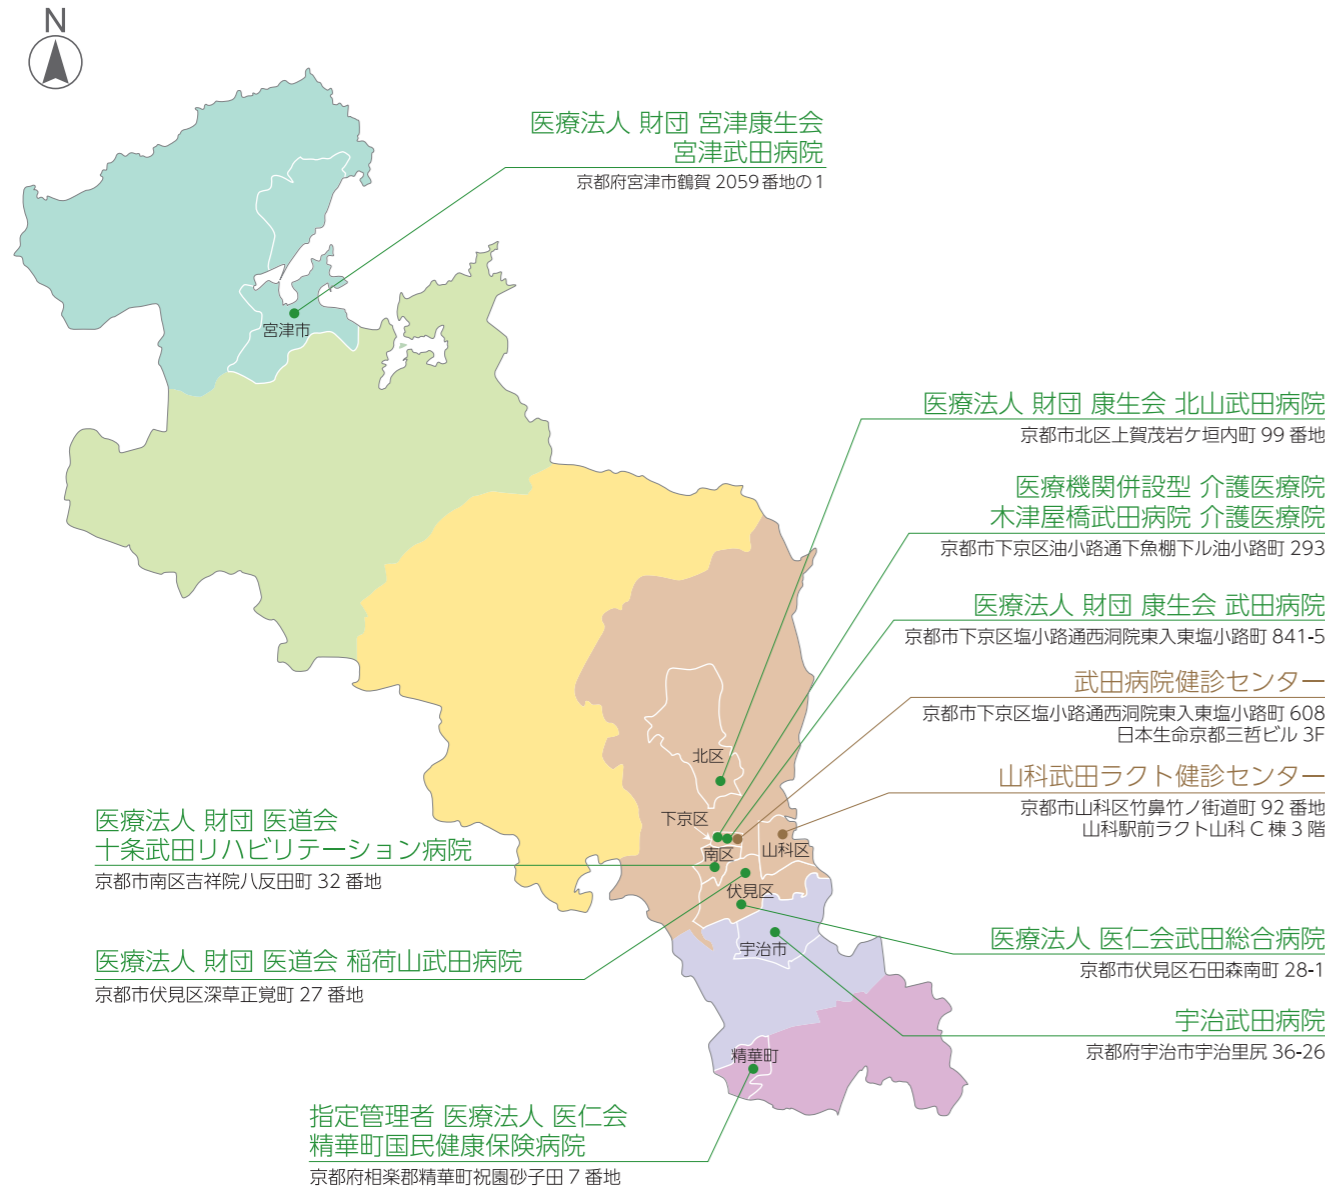 N
医療法人 財団 宮津康生会
宮津武田病院
京都府宮津市鶴賀 2059 番地の 1
宮津市
医療法人 財団 康生会 北山武田病院
京都市北区上賀茂岩ケ垣内町 99 番地
医療機関併設型 介護医療院
木津屋橋武田病院 介護医療院
京都市下京区油小路通下魚棚下ル油小路町 293
医療法人 財団 康生会 武田病院
京都市下京区塩小路通西洞院東入東塩小路町 841-5
武田病院健診センター
京都市下京区塩小路通西洞院東入東塩小路町 608
日本生命京都三哲ビル 3F
山科武田ラクト健診センター
京都市山科区竹鼻竹ノ街道町 92 番地
山科駅前ラクト山科 C 棟 3 階
北区
下京区
南区
山科区
伏見区
宇治市
精華町
医療法人 財団 医道会
十条武田リハビリテーション病院
京都市南区吉祥院八反田町 32 番地
医療法人 財団 医道会 稲荷山武田病院
京都市伏見区深草正覚町 27 番地
医療法人 医仁会武田総合病院
京都市伏見区石田森南町 28-1
宇治武田病院
京都府宇治市宇治里尻 36-26
指定管理者 医療法人 医仁会
精華町国民健康保険病院
京都府相楽郡精華町祝園砂子田 7 番地